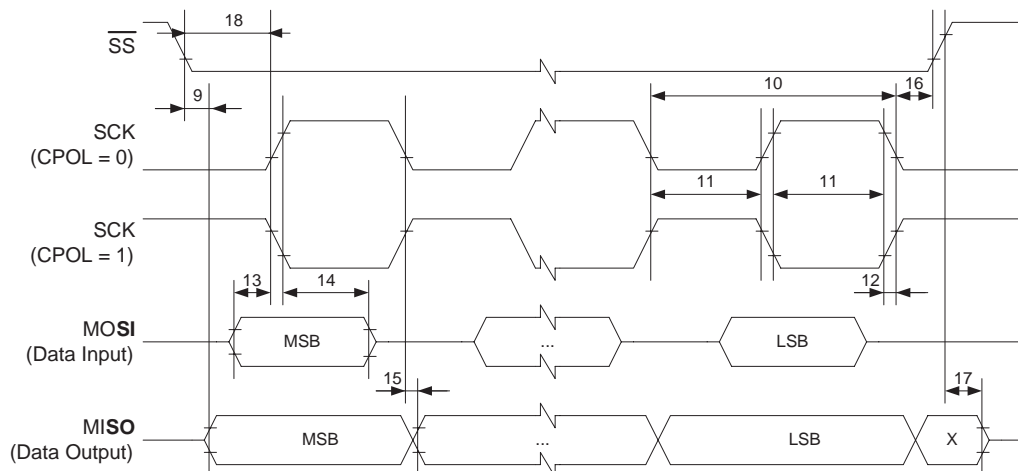 18
SS
9
10
16
SCK
(CPOL = 0)
11
11
SCK
(CPOL = 1)
13
14
12
MOSI
(Data Input)
MSB
...
LSB
15
17
MISO
(Data Output)
MSB
...
LSB
X